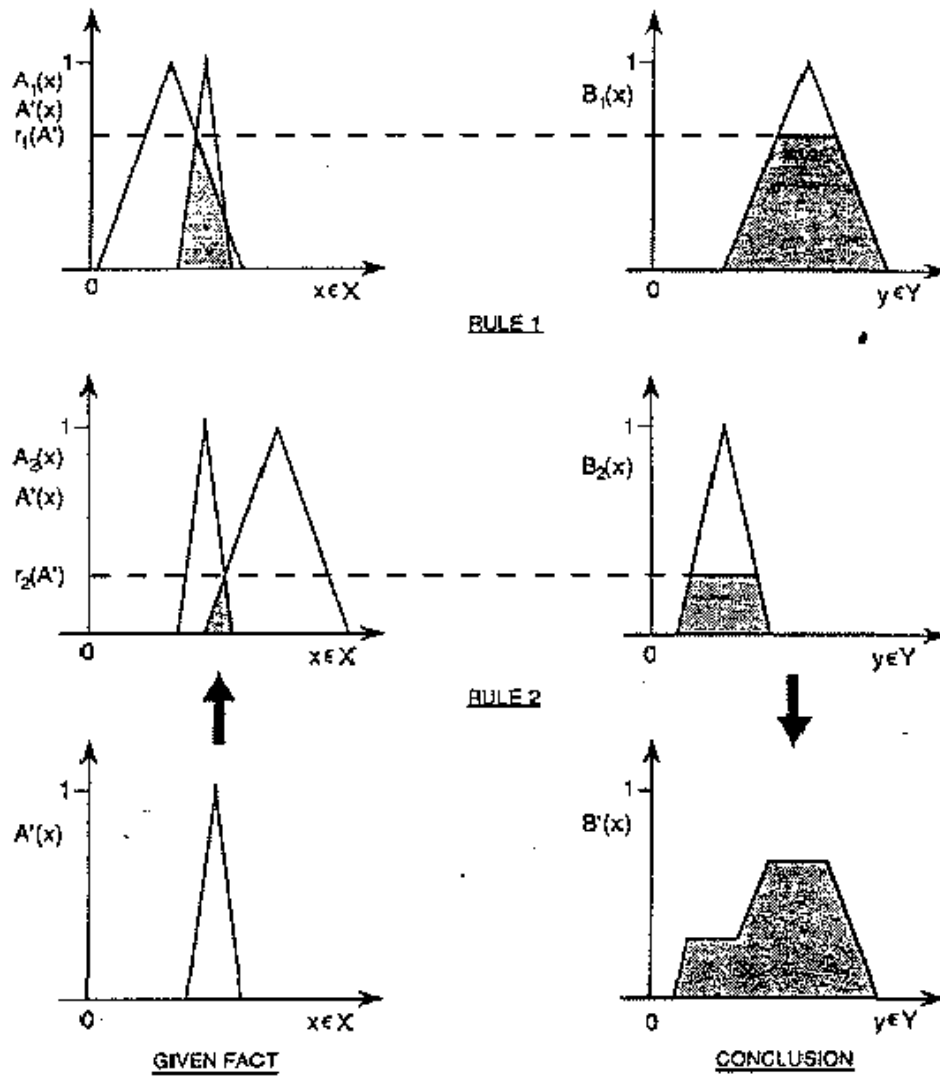 1
A₁(x)
A'(x)
r₁(A')
0
x ϵ X
1
B₁(x)
0
y ϵ Y
RULE 1
1
A₂(x)
A'(x)
r₂(A')
0
x ϵ X
1
B₂(x)
0
y ϵ Y
RULE 2
1
A'(x)
0
x ϵ X
1
B'(x)
0
y ϵ Y
GIVEN FACT
CONCLUSION